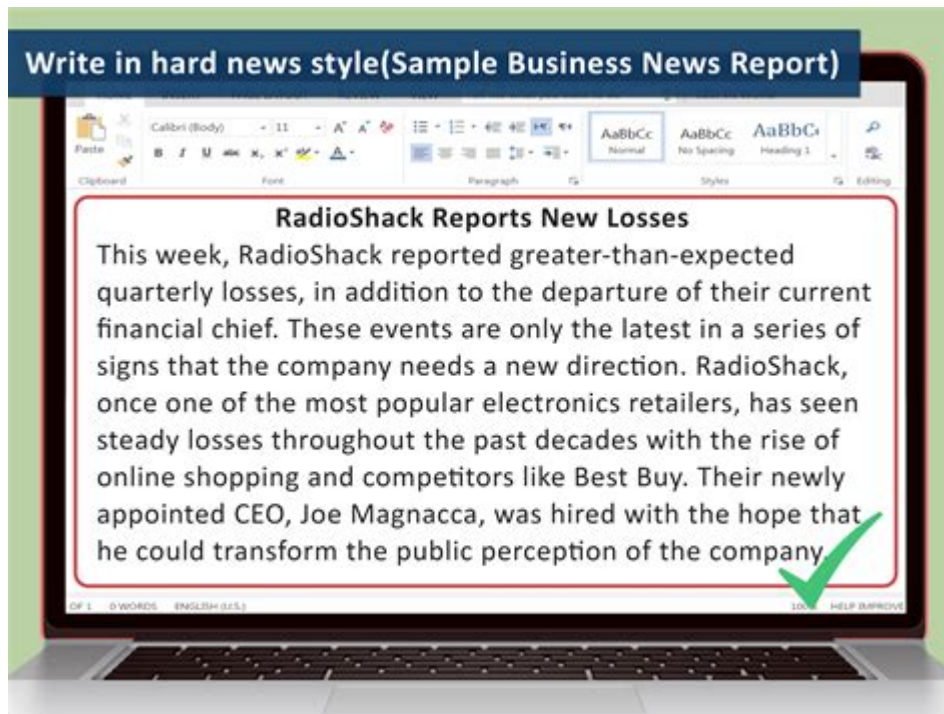 Write in hard news style(Sample Business News Report)
Calibri (Body) 11
Paste
B I U abc x, x'
AaBbCc AaBbCc AaBbC
Normal No Spacing Heading 1
Clipboard Font Paragraph Styles Editing
RadioShack Reports New Losses
This week, RadioShack reported greater-than-expected
quarterly losses, in addition to the departure of their current
financial chief. These events are only the latest in a series of
signs that the company needs a new direction. RadioShack,
once one of the most popular electronics retailers, has seen
steady losses throughout the past decades with the rise of
online shopping and competitors like Best Buy. Their newly
appointed CEO, Joe Magnacca, was hired with the hope that
he could transform the public perception of the company.
OF 1 0 WORDS ENGLISH (U.S.) HELP IMPROVE